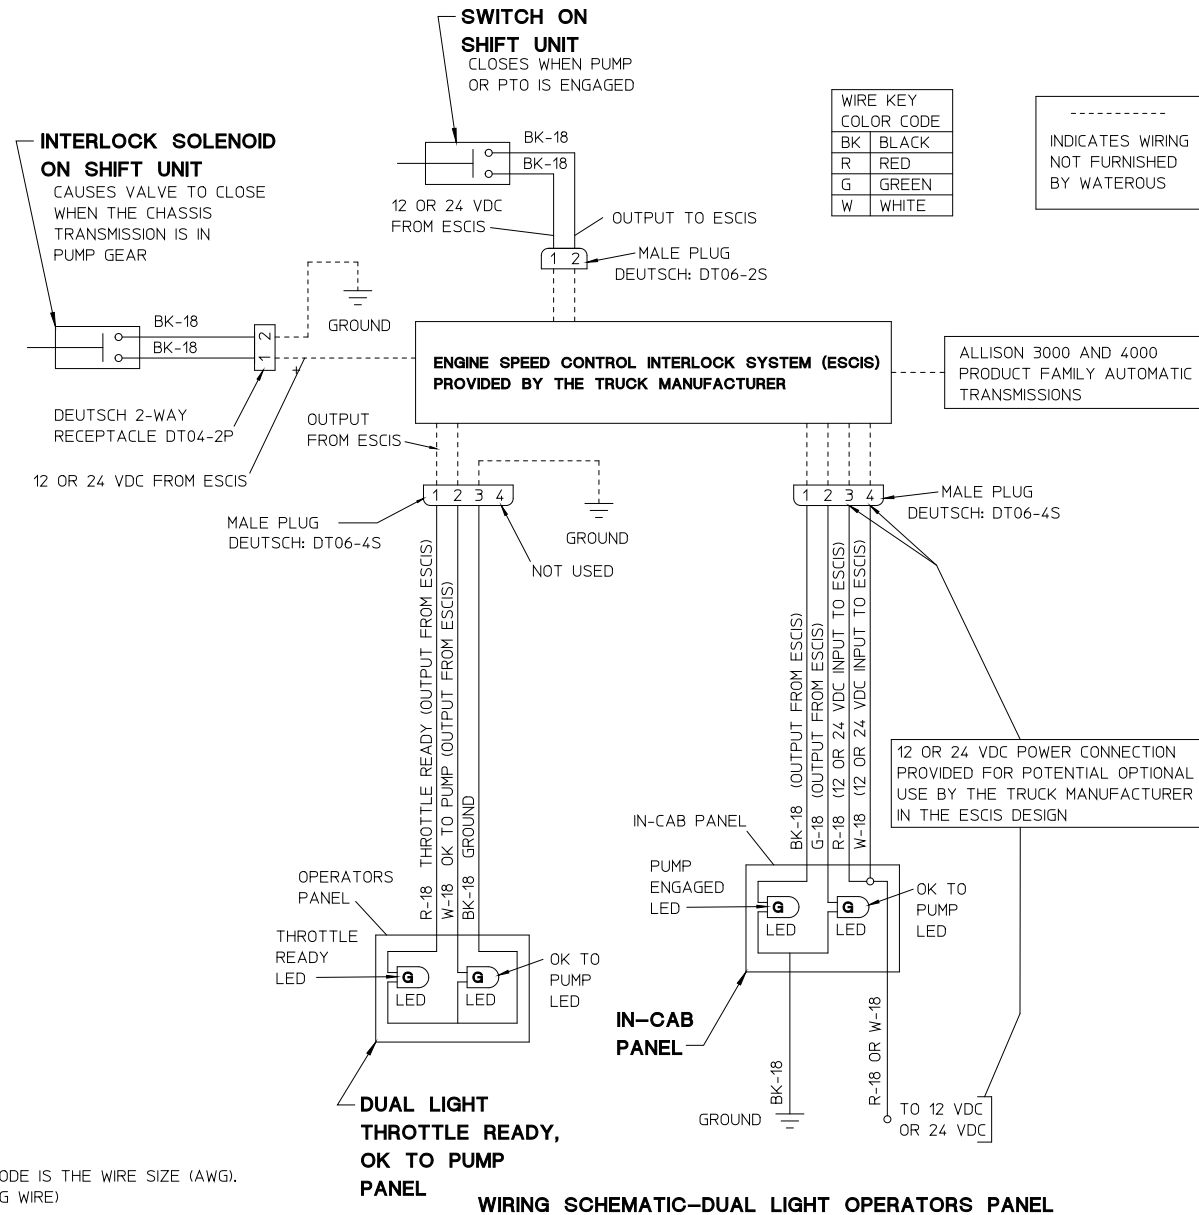 SWITCH ON
SHIFT UNIT
CLOSES WHEN PUMP
OR PTO IS ENGAGED
INTERLOCK SOLENOID
ON SHIFT UNIT
CAUSES VALVE TO CLOSE
WHEN THE CHASSIS
TRANSMISSION IS IN
PUMP GEAR
BK-18
BK-18
WIRE KEY
COLOR CODE
BK BLACK
R RED
G GREEN
W WHITE
INDICATES WIRING
NOT FURNISHED
BY WATEROUS
12 OR 24 VDC
FROM ESCIS
OUTPUT TO ESCIS
1 2
MALE PLUG
DEUTSCH: DT06-2S
GROUND
BK-18
BK-18
2
1
+
DEUTSCH 2-WAY
RECEPTACLE DT04-2P
12 OR 24 VDC FROM ESCIS
ENGINE SPEED CONTROL INTERLOCK SYSTEM (ESCIS)
PROVIDED BY THE TRUCK MANUFACTURER
ALLISON 3000 AND 4000
PRODUCT FAMILY AUTOMATIC
TRANSMISSIONS
OUTPUT
FROM ESCIS
1 2 3 4
MALE PLUG
DEUTSCH: DT06-4S
GROUND
NOT USED
1 2 3 4
MALE PLUG
DEUTSCH: DT06-4S
R-18 THROTTLE READY (OUTPUT FROM ESCIS)
W-18 OK TO PUMP (OUTPUT FROM ESCIS)
BK-18 GROUND
BK-18 (OUTPUT FROM ESCIS)
G-18 (OUTPUT FROM ESCIS)
R-18 (12 OR 24 VDC INPUT TO ESCIS)
W-18 (12 OR 24 VDC INPUT TO ESCIS)
12 OR 24 VDC POWER CONNECTION
PROVIDED FOR POTENTIAL OPTIONAL
USE BY THE TRUCK MANUFACTURER
IN THE ESCIS DESIGN
OPERATORS
PANEL
THROTTLE
READY
LED
G
LED
G
LED
OK TO
PUMP
LED
IN-CAB PANEL
PUMP
ENGAGED
LED
G
LED
G
LED
OK TO
PUMP
LED
IN-CAB
PANEL
BK-18
GROUND
R-18 OR W-18
TO 12 VDC
OR 24 VDC
DUAL LIGHT
THROTTLE READY,
OK TO PUMP
PANEL
ODE IS THE WIRE SIZE (AWG).
G WIRE)
WIRING SCHEMATIC-DUAL LIGHT OPERATORS PANEL